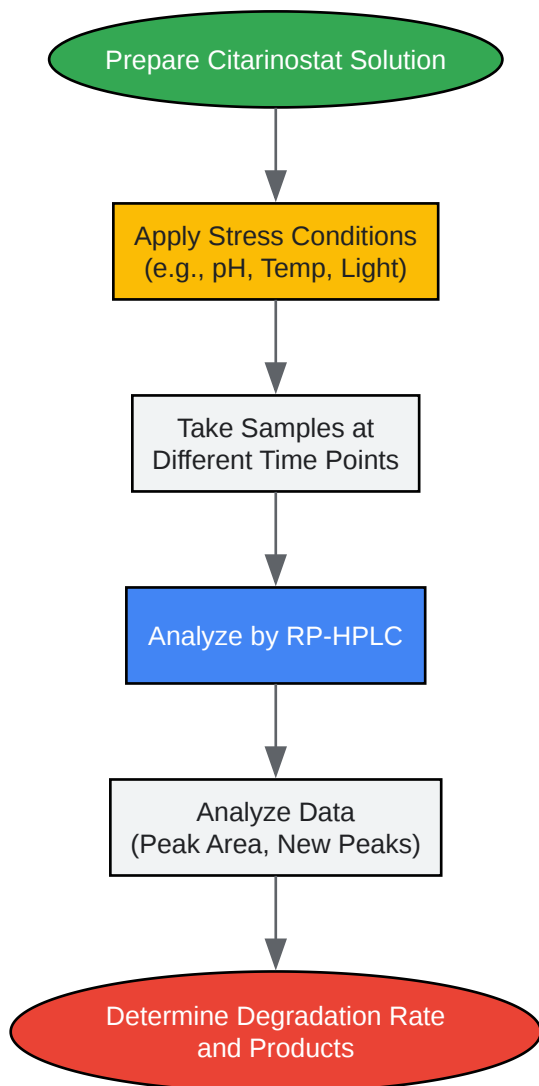 Prepare Citarinostat Solution
Apply Stress Conditions
(e.g., pH, Temp, Light)
Take Samples at
Different Time Points
Analyze by RP-HPLC
Analyze Data
(Peak Area, New Peaks)
Determine Degradation Rate
and Products